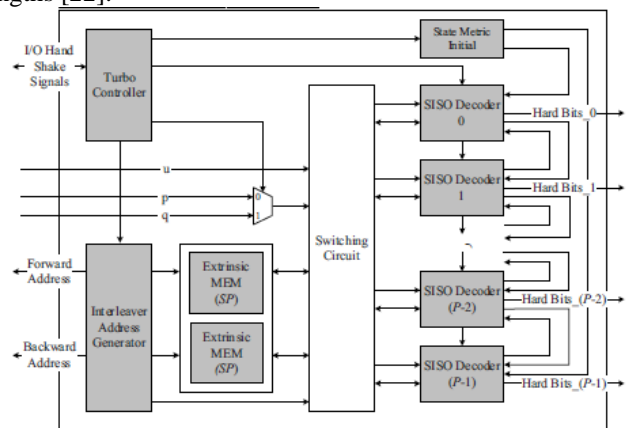 [22].
I/O Hand
Shake
Signals
Turbo
Controller
State Metric
Initial
SISO Decoder
0
Hard Bits_0
SISO Decoder
1
Hard Bits_1
u
p
q
0
1
Switching
Circuit
Forward
Address
Backward
Address
Interleaver
Address
Generator
Extrinsic
MEM
(SP)
Extrinsic
MEM
(SP)
SISO Decoder
(P-2)
Hard Bits_(P-2)
SISO Decoder
(P-1)
Hard Bits_(P-1)